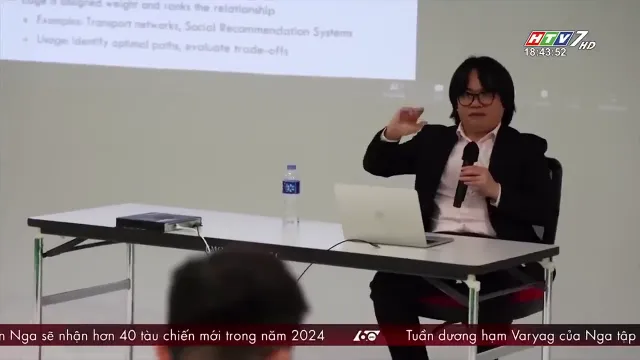 Edge is assigned weight and ranks the relationship
Examples: Transport networks, Social Recommendation Systems
Usage: Identify optimal paths, evaluate trade-offs
HTV7 HD
18:43:52
n Nga sẽ nhận hơn 40 tàu chiến mới trong năm 2024
60
Tuần dương hạm Varyag của Nga tập